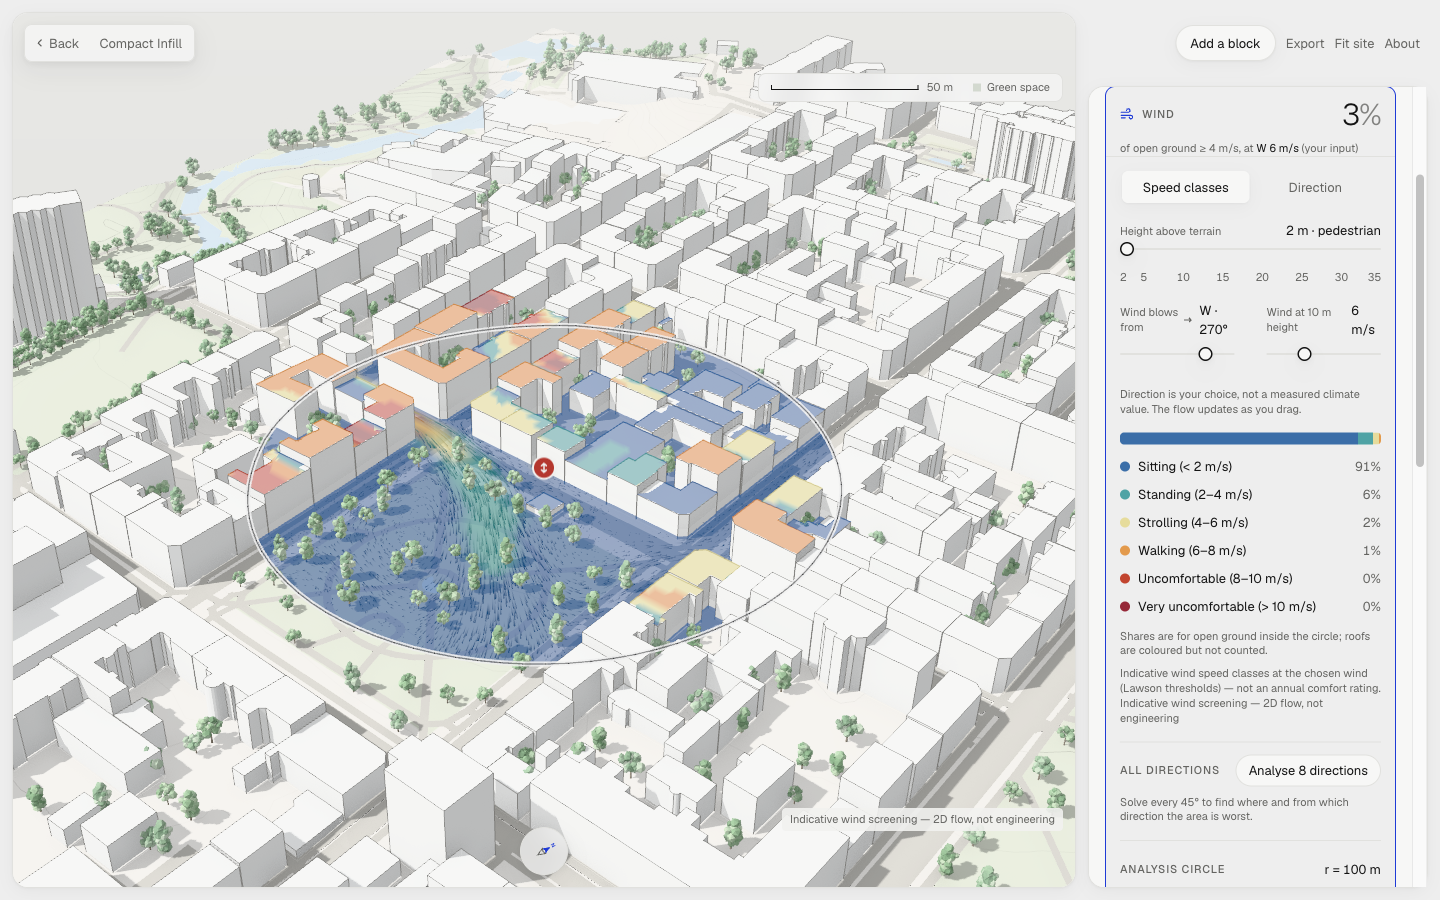 Back
Compact Infill
Add a block
Export
Fit site
About
50 m
Green space
WIND
3%
of open ground ≥ 4 m/s, at W 6 m/s (your input)
Speed classes
Direction
Height above terrain
2 m · pedestrian
2 5 10 15 20 25 30 35
Wind blows
from
→
W ·
270°
Wind at 10 m
height
6
m/s
Direction is your choice, not a measured climate
value. The flow updates as you drag.
Sitting (< 2 m/s) 91%
Standing (2–4 m/s) 6%
Strolling (4–6 m/s) 2%
Walking (6–8 m/s) 1%
Uncomfortable (8–10 m/s) 0%
Very uncomfortable (> 10 m/s) 0%
Shares are for open ground inside the circle; roofs
are coloured but not counted.
Indicative wind speed classes at the chosen wind
(Lawson thresholds) — not an annual comfort rating.
Indicative wind screening — 2D flow, not
engineering
ALL DIRECTIONS
Analyse 8 directions
Solve every 45° to find where and from which
direction the area is worst.
ANALYSIS CIRCLE
r = 100 m
Indicative wind screening — 2D flow, not engineering